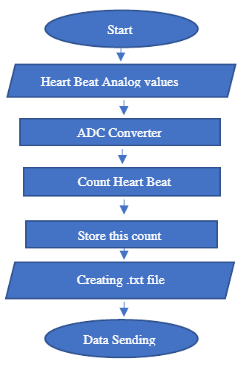 Start
Heart Beat Analog values
ADC Converter
Count Heart Beat
Store this count
Creating .txt file
Data Sending